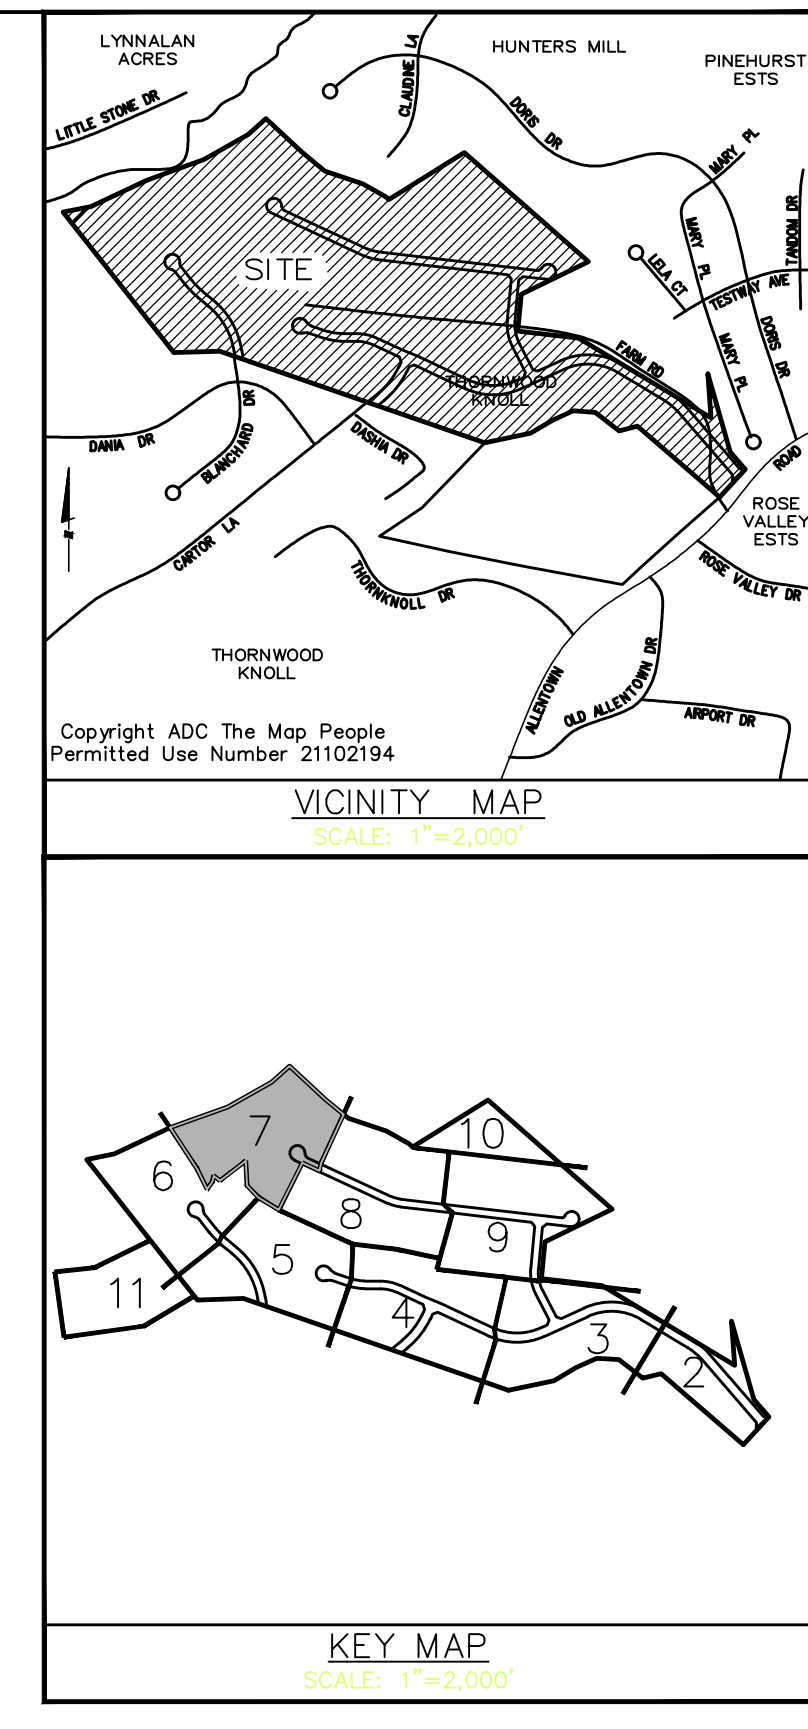 LYNNALAN
ACRES
HUNTERS MILL
PINEHURST
ESTS
CLAUDINE LA
LITTLE STONE DR
DORIS DR
MARY PL
TANDOM DR
MARY PL
LELA CT
TESTWAY AVE
SITE
DORIS DR
MARY PL
FARM RD
THORNWOOD
KNOLL
DANIA DR
BLANCHARD DR
DASHIA DR
ROAD
ROSE
VALLEY
ESTS
CARTOR LA
THORNKNOLL DR
ROSE VALLEY DR
THORNWOOD
KNOLL
ALLENTOWN
OLD ALLENTOWN DR
AIRPORT DR
Copyright ADC The Map People
Permitted Use Number 21102194
VICINITY MAP
SCALE: 1"=2,000'
7
10
6
8
9
5
11
4
3
2
KEY MAP
SCALE: 1"=2,000'